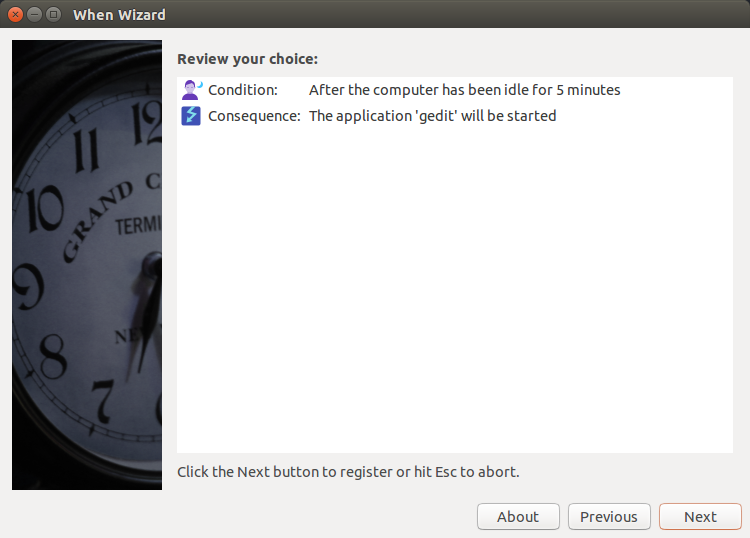 When Wizard
Review your choice:
Condition: After the computer has been idle for 5 minutes
Consequence: The application 'gedit' will be started
12
11
10
GRAND C
TERMI
9
NE
8
7
Click the Next button to register or hit Esc to abort.
About Previous Next